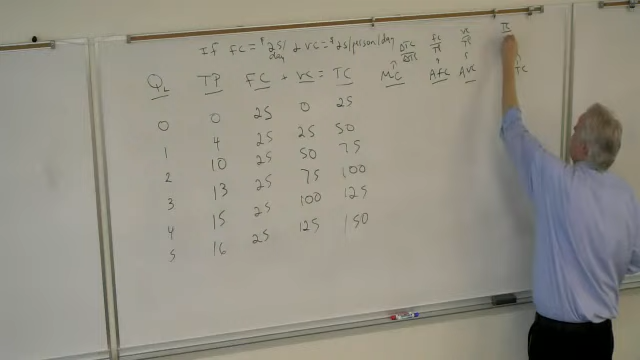 If FC = $25/day & VC = $25/person/day
ΔTC/ΔTP FC/TP VC/TP TC
QL TP FC + VC = TC MC AFC AVC TC
0 0 25 0 25
1 4 25 25 50
2 10 25 50 75
3 13 25 75 100
4 15 25 100 125
5 16 25 125 150